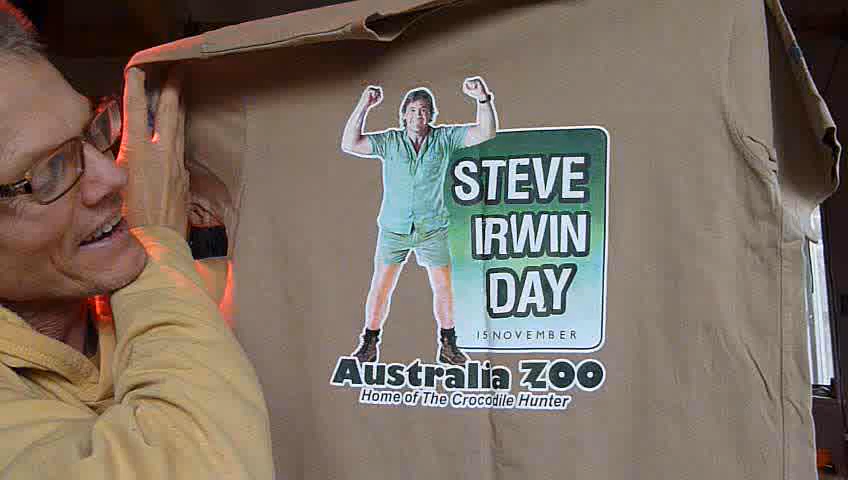 STEVE
IRWIN
DAY
15 NOVEMBER
Australia ZOO
Home of The Crocodile Hunter